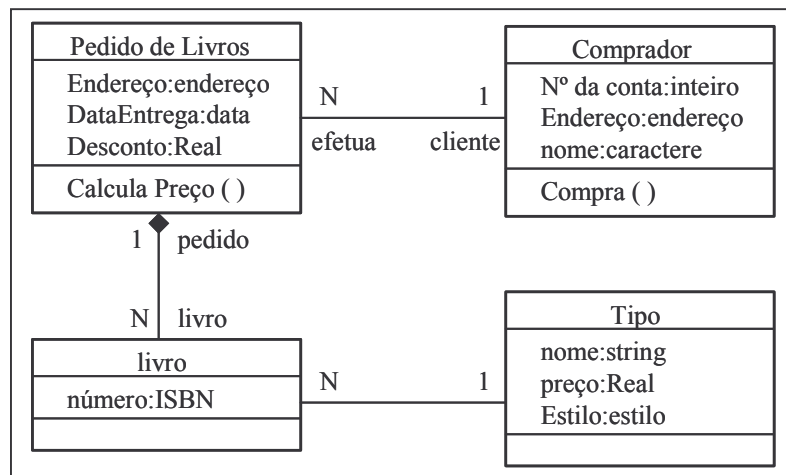 Pedido de Livros
Endereço:endereço
DataEntrega:data
Desconto:Real
Calcula Preço ( )
N
1
efetua
cliente
Comprador
Nº da conta:inteiro
Endereço:endereço
nome:caractere
Compra ( )
1
pedido
N
livro
livro
número:ISBN
N
1
Tipo
nome:string
preço:Real
Estilo:estilo